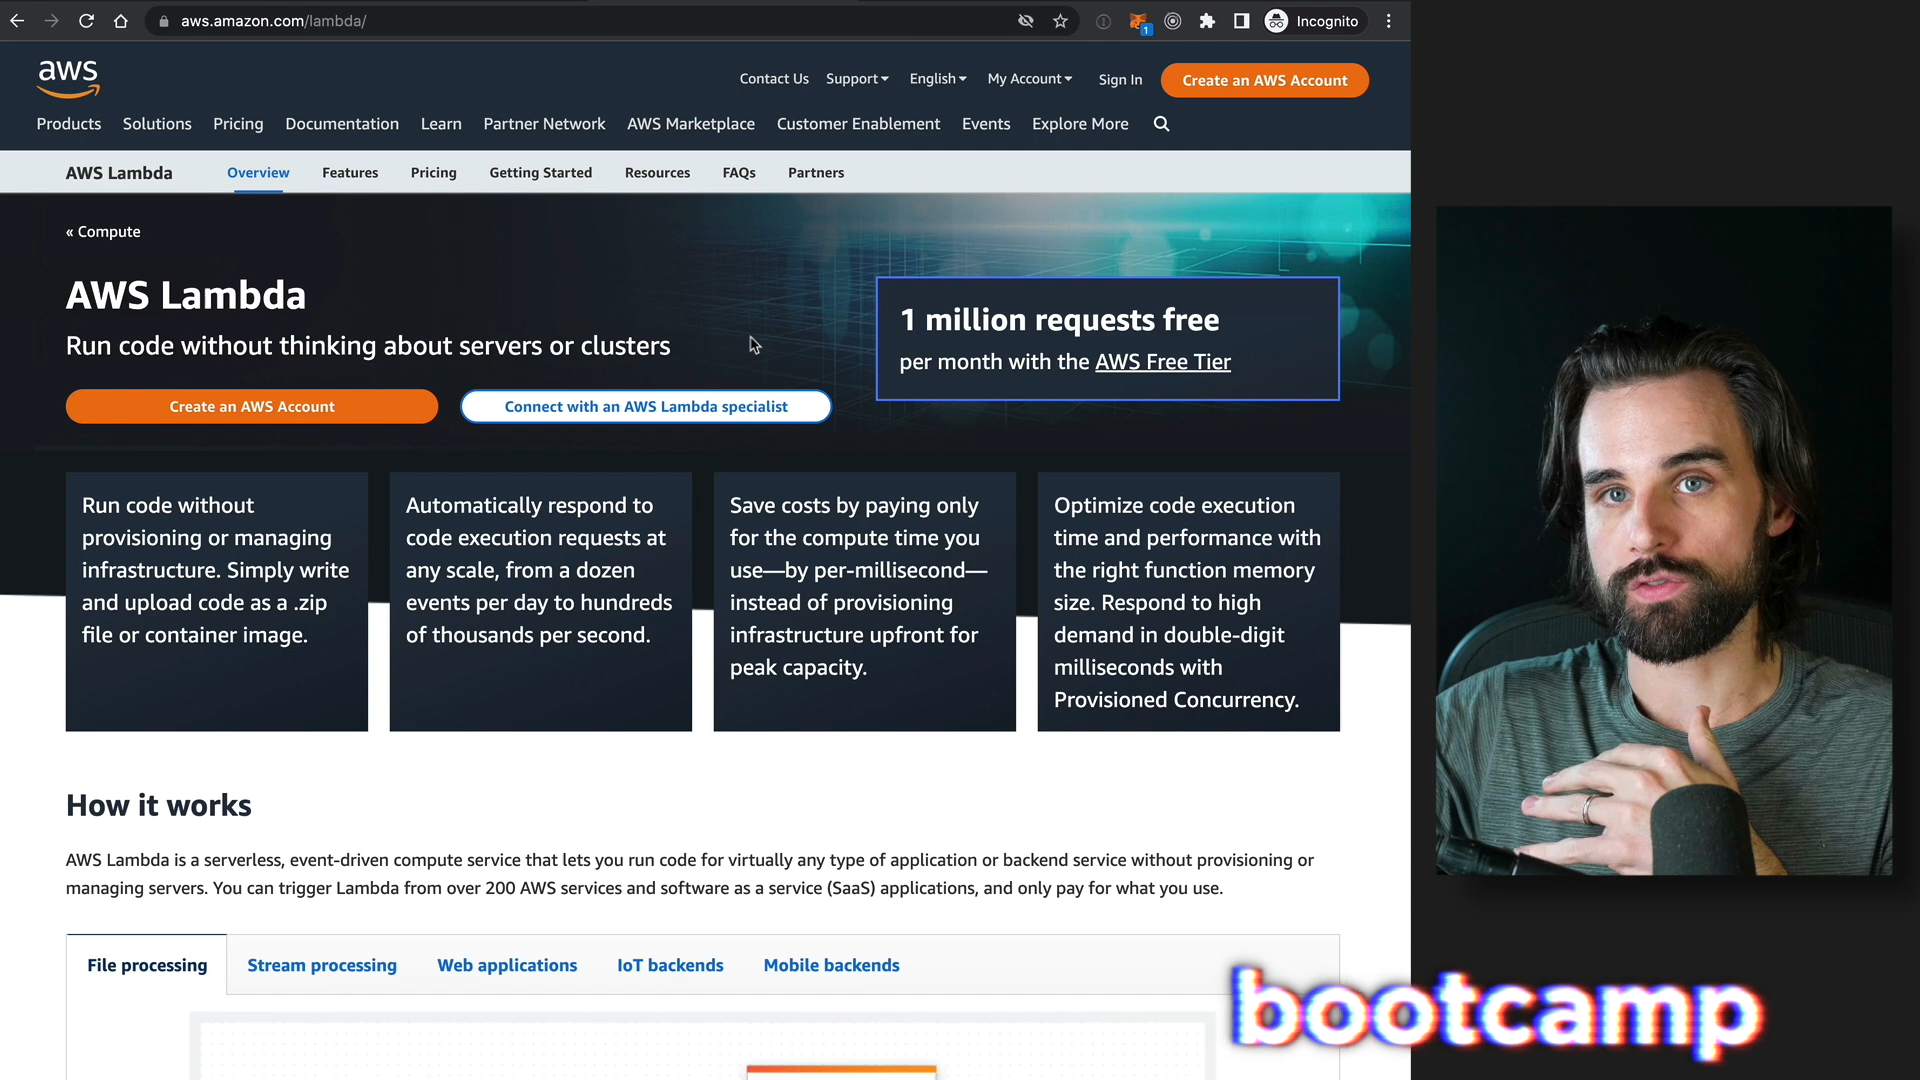 aws.amazon.com/lambda/
1
Incognito
aws
Contact Us Support English My Account Sign In Create an AWS Account
Products Solutions Pricing Documentation Learn Partner Network AWS Marketplace Customer Enablement Events Explore More
AWS Lambda Overview Features Pricing Getting Started Resources FAQs Partners
« Compute
AWS Lambda
Run code without thinking about servers or clusters
Create an AWS Account
Connect with an AWS Lambda specialist
1 million requests free
per month with the AWS Free Tier
Run code without
provisioning or managing
infrastructure. Simply write
and upload code as a .zip
file or container image.
Automatically respond to
code execution requests at
any scale, from a dozen
events per day to hundreds
of thousands per second.
Save costs by paying only
for the compute time you
use—by per-millisecond—
instead of provisioning
infrastructure upfront for
peak capacity.
Optimize code execution
time and performance with
the right function memory
size. Respond to high
demand in double-digit
milliseconds with
Provisioned Concurrency.
How it works
AWS Lambda is a serverless, event-driven compute service that lets you run code for virtually any type of application or backend service without provisioning or
managing servers. You can trigger Lambda from over 200 AWS services and software as a service (SaaS) applications, and only pay for what you use.
File processing Stream processing Web applications IoT backends Mobile backends
bootcamp